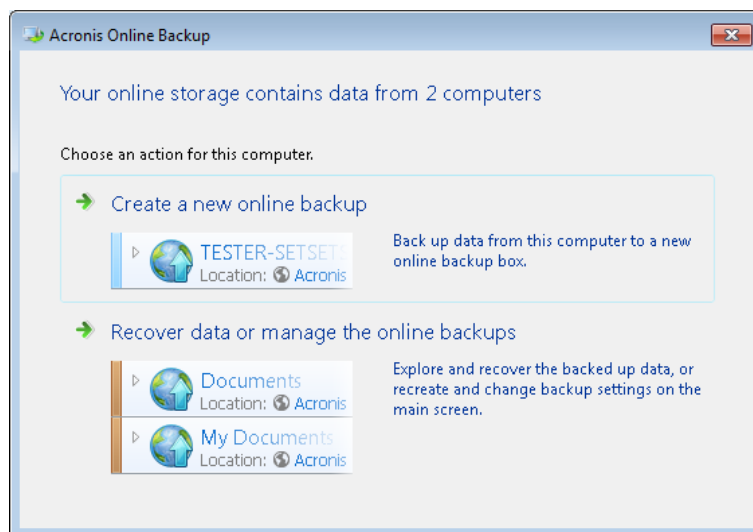 Acronis Online Backup
Your online storage contains data from 2 computers
Choose an action for this computer.
Create a new online backup
TESTER-SETSETS
Location: Acronis
Back up data from this computer to a new
online backup box.
Recover data or manage the online backups
Documents
Location: Acronis
My Documents
Location: Acronis
Explore and recover the backed up data, or
recreate and change backup settings on the
main screen.